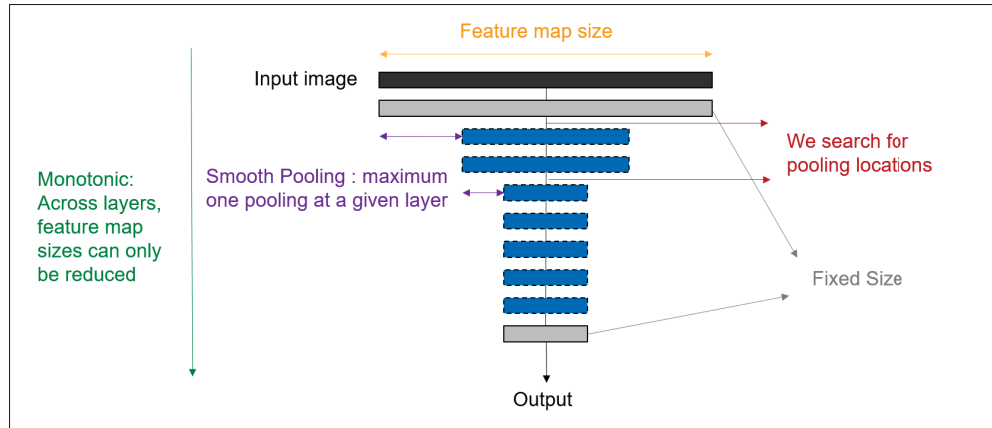 Feature map size
Input image
We search for
pooling locations
Smooth Pooling : maximum
one pooling at a given layer
Monotonic:
Across layers,
feature map
sizes can only
be reduced
Fixed Size
Output